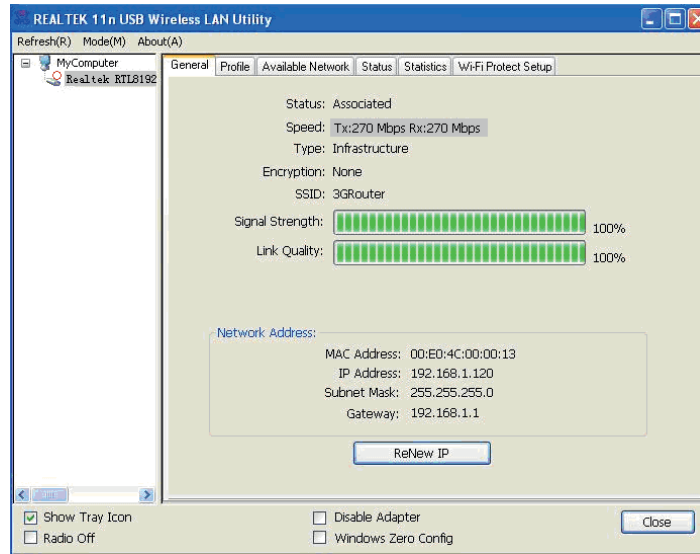 REALTEK 11n USB Wireless LAN Utility
Refresh(R) Mode(M) About(A)
MyComputer
Realtek RTL8192
General Profile Available Network Status Statistics Wi-Fi Protect Setup
Status: Associated
Speed: Tx:270 Mbps Rx:270 Mbps
Type: Infrastructure
Encryption: None
SSID: 3GRouter
Signal Strength: 100%
Link Quality: 100%
Network Address:
MAC Address: 00:E0:4C:00:00:13
IP Address: 192.168.1.120
Subnet Mask: 255.255.255.0
Gateway: 192.168.1.1
ReNew IP
Show Tray Icon Disable Adapter Close
Radio Off Windows Zero Config